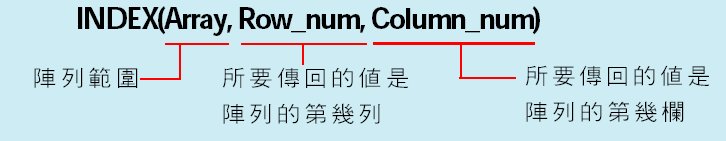 INDEX(Array, Row_num, Column_num)
陣列範圍
所要傳回的值是
陣列的第幾列
所要傳回的值是
陣列的第幾欄